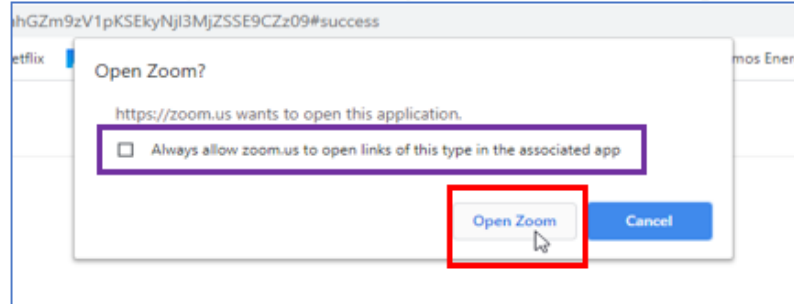 hGZm9zV1pKSEkyNjl3MjZSSE9CZz09#success
etflix
mos Ener
Open Zoom?
https://zoom.us wants to open this application.
Always allow zoom.us to open links of this type in the associated app
Open Zoom
Cancel